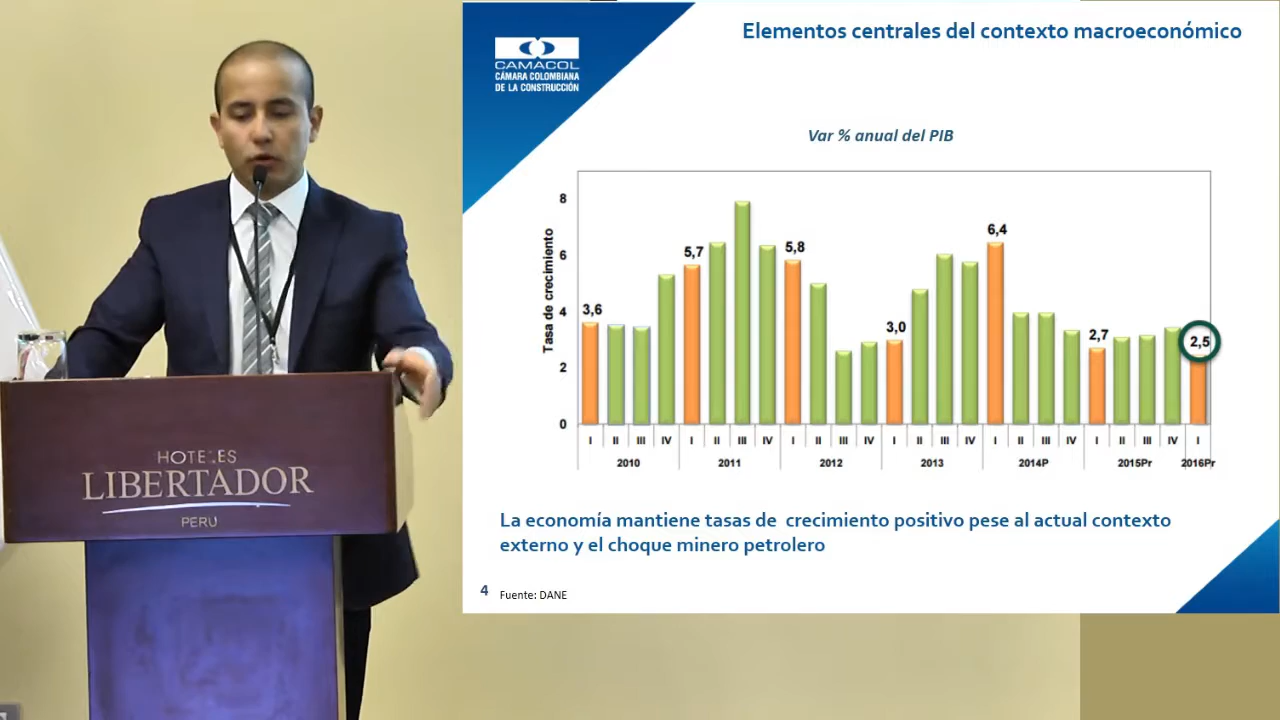 HOTELES
LIBERTADOR
PERU
CAMACOL
CÁMARA COLOMBIANA
DE LA CONSTRUCCIÓN
Elementos centrales del contexto macroeconómico
Var % anual del PIB
Tasa de crecimiento
8
6
4
2
0
3,6
5,7
5,8
3,0
6,4
2,7
2,5
I II III IV I II III IV I II III IV I II III IV I II III IV I II III IV I
2010 2011 2012 2013 2014P 2015Pr 2016Pr
La economía mantiene tasas de crecimiento positivo pese al actual contexto
externo y el choque minero petrolero
4 Fuente: DANE